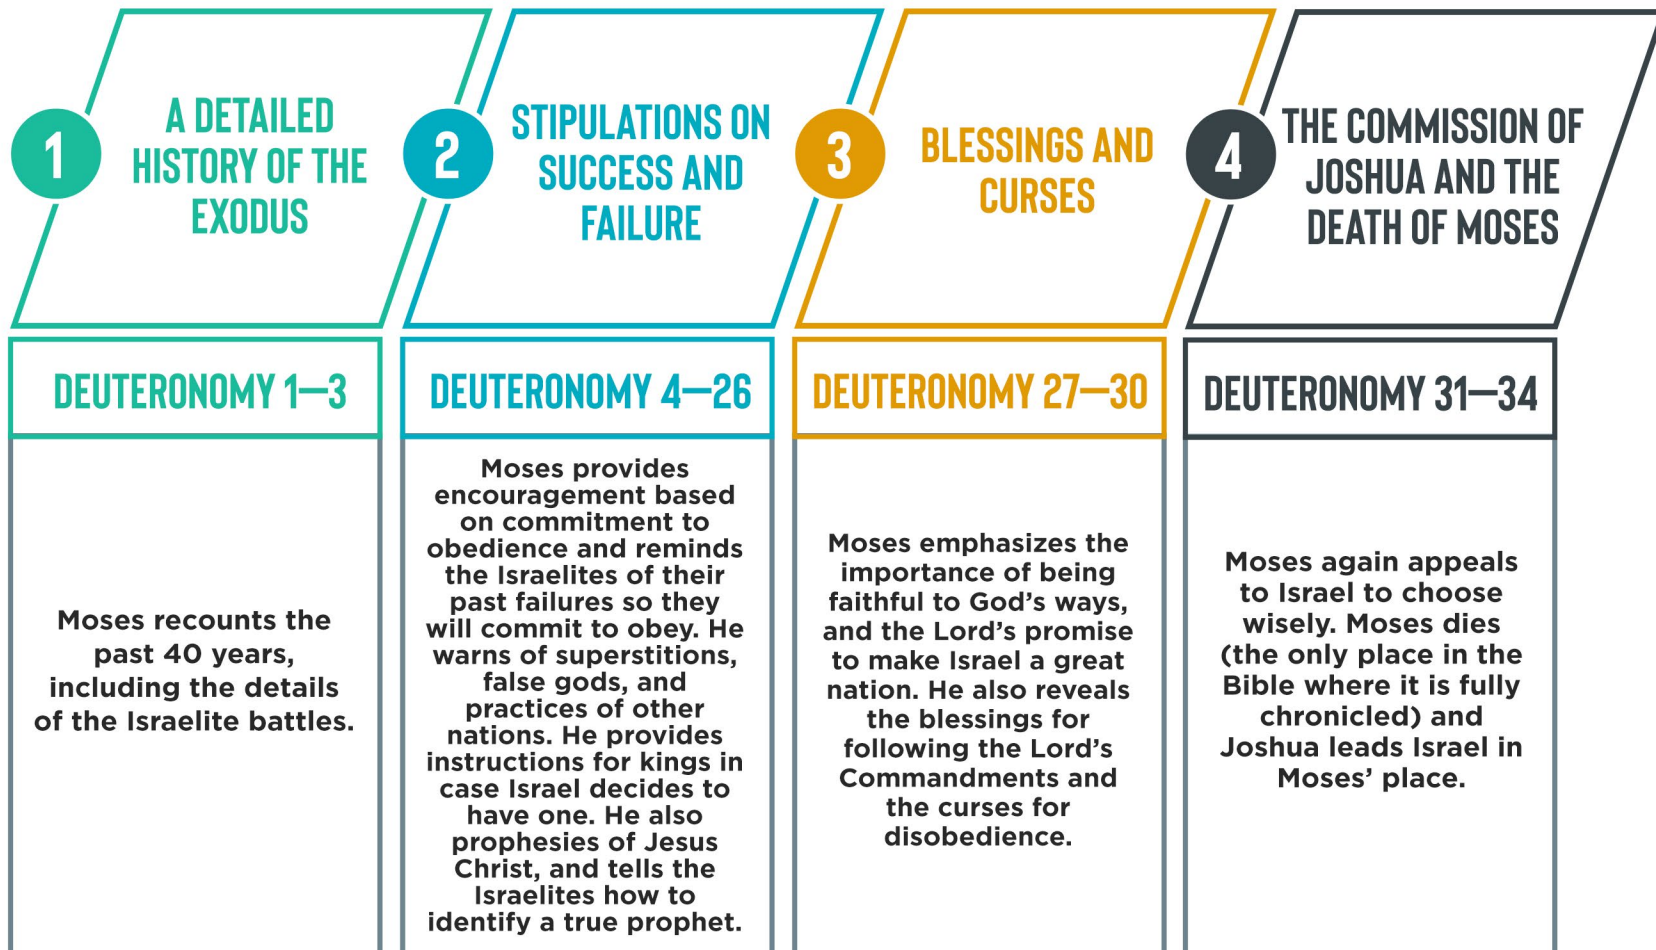 1
A DETAILED
HISTORY OF THE
EXODUS
DEUTERONOMY 1—3
Moses recounts the
past 40 years,
including the details
of the Israelite battles.
2
STIPULATIONS ON
SUCCESS AND
FAILURE
DEUTERONOMY 4—26
Moses provides
encouragement based
on commitment to
obedience and reminds
the Israelites of their
past failures so they
will commit to obey. He
warns of superstitions,
false gods, and
practices of other
nations. He provides
instructions for kings in
case Israel decides to
have one. He also
prophesies of Jesus
Christ, and tells the
Israelites how to
identify a true prophet.
3
BLESSINGS AND
CURSES
DEUTERONOMY 27—30
Moses emphasizes the
importance of being
faithful to God’s ways,
and the Lord’s promise
to make Israel a great
nation. He also reveals
the blessings for
following the Lord’s
Commandments and
the curses for
disobedience.
4
THE COMMISSION OF
JOSHUA AND THE
DEATH OF MOSES
DEUTERONOMY 31—34
Moses again appeals
to Israel to choose
wisely. Moses dies
(the only place in the
Bible where it is fully
chronicled) and
Joshua leads Israel in
Moses’ place.